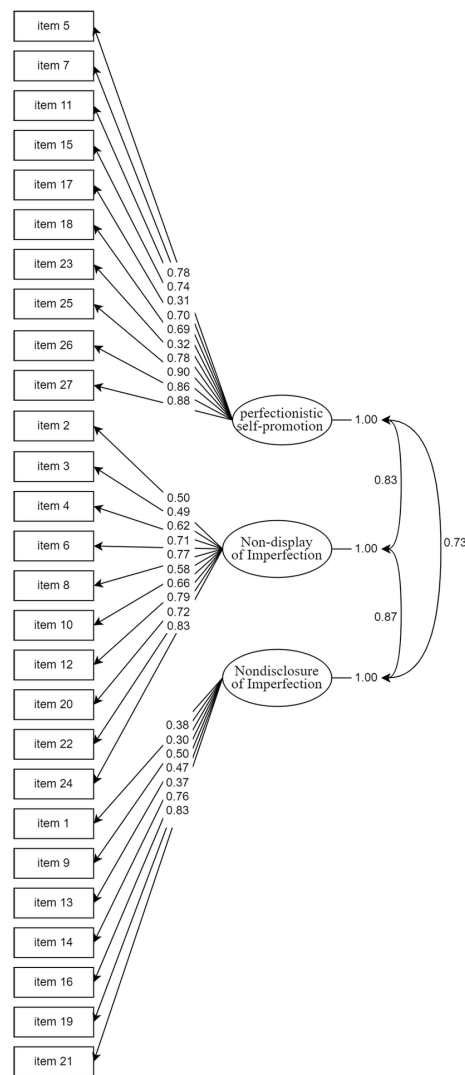 item 5
item 7
item 11
item 15
item 17
item 18
item 23
item 25
item 26
item 27
item 2
item 3
item 4
item 6
item 8
item 10
item 12
item 20
item 22
item 24
item 1
item 9
item 13
item 14
item 16
item 19
item 21
0.78
0.74
0.31
0.70
0.69
0.32
0.78
0.90
0.86
0.88
0.50
0.49
0.62
0.71
0.77
0.58
0.66
0.79
0.72
0.83
0.38
0.30
0.50
0.47
0.37
0.76
0.83
perfectionistic
self-promotion
Non-display
of Imperfection
Nondisclosure
of Imperfection
1.00
1.00
1.00
0.83
0.87
0.73